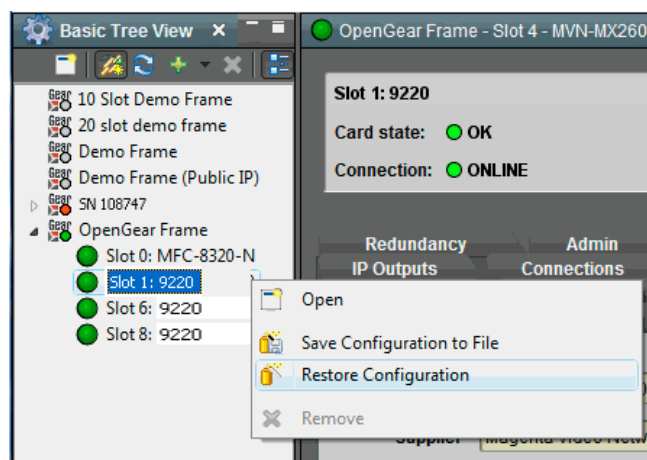 Basic Tree View
OpenGear Frame - Slot 4 - MVN-MX260
10 Slot Demo Frame
20 slot demo frame
Demo Frame
Demo Frame (Public IP)
SN 108747
OpenGear Frame
Slot 0: MFC-8320-N
Slot 1: 9220
Slot 6: 9220
Slot 8: 9220
Slot 1: 9220
Card state: OK
Connection: ONLINE
Redundancy Admin
IP Outputs Connections
Open
Save Configuration to File
Restore Configuration
Remove
Supplier